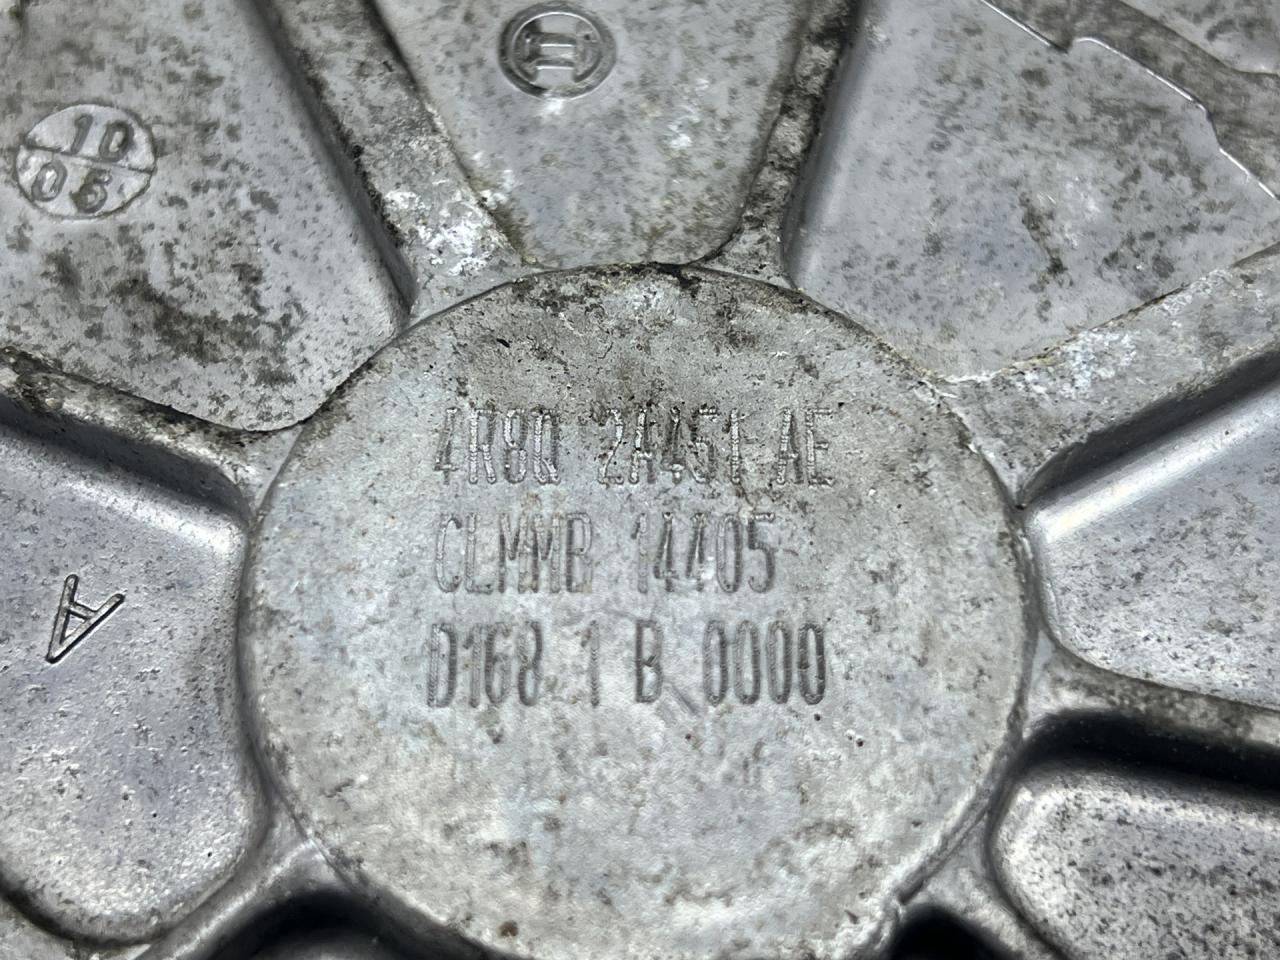 10
05
4R8Q 2A451 AE
CLMMB 14405
D168 1 B 0000
A